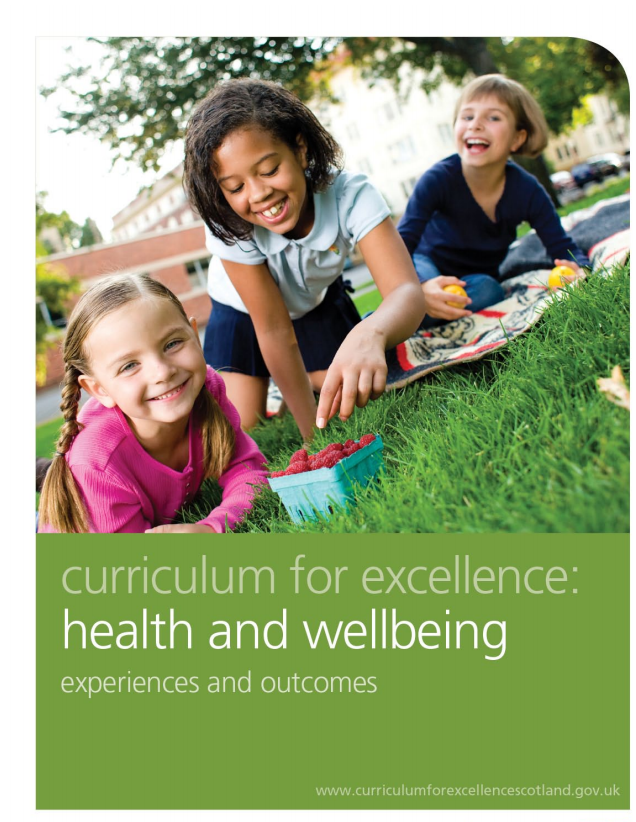 curriculum for excellence:
health and wellbeing
experiences and outcomes
www.curriculumforexcellencescotland.gov.uk